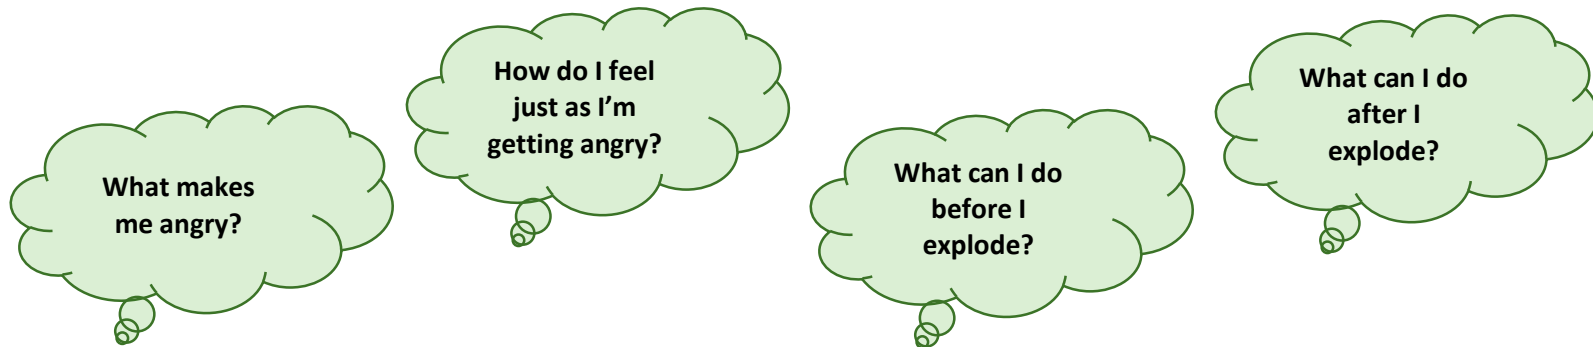 What makes
me angry?
How do I feel
just as I’m
getting angry?
What can I do
before I
explode?
What can I do
after I
explode?